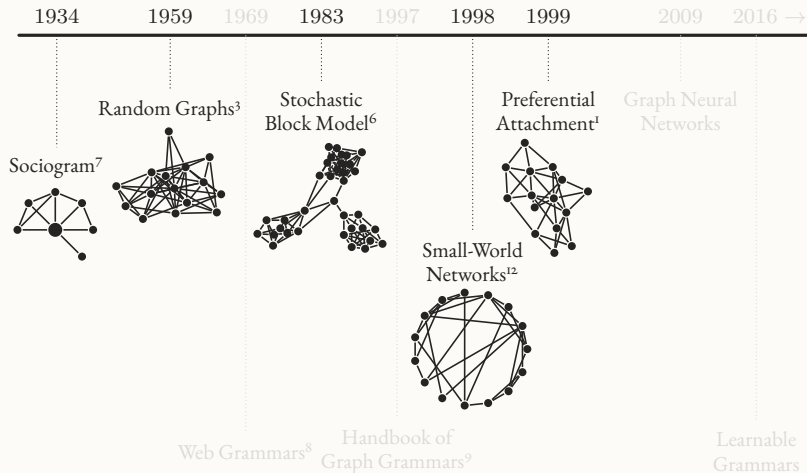 1934 1959 1969 1983 1997 1998 1999 2009 2016 →
Random Graphs³
Stochastic
Block Model⁶
Preferential
Attachment¹
Graph Neural
Networks
Sociogram⁷
Small-World
Networks¹²
Web Grammars⁸
Handbook of
Graph Grammars⁹
Learnable
Grammars